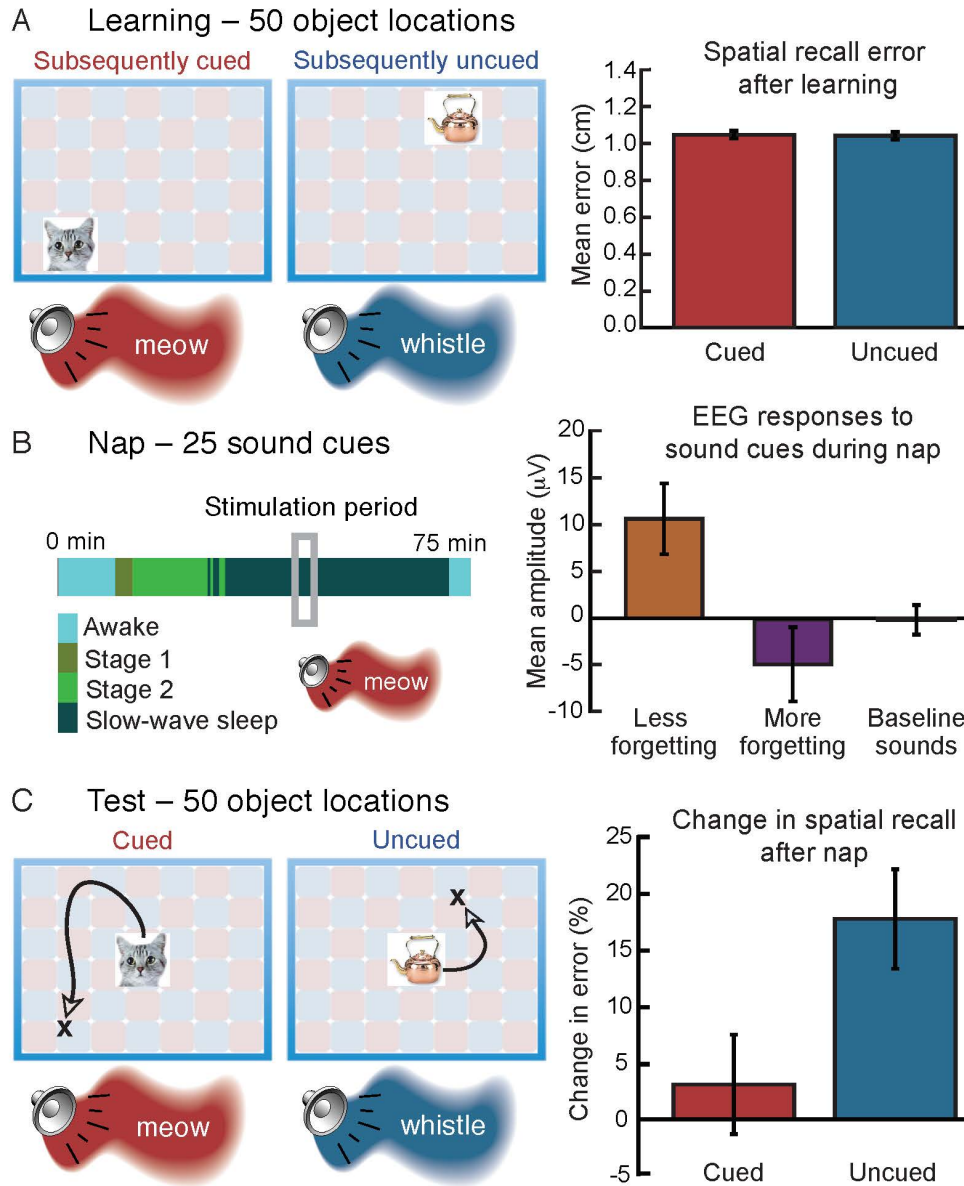 A Learning – 50 object locations
Subsequently cued
Subsequently uncued
meow
whistle
Spatial recall error
after learning
Mean error (cm)
1.4
1.2
1.0
0.8
0.6
0.4
0.2
0.0
Cued
Uncued
B Nap – 25 sound cues
Stimulation period
0 min
75 min
Awake
Stage 1
Stage 2
Slow-wave sleep
meow
EEG responses to
sound cues during nap
Mean amplitude (µV)
20
15
10
5
0
-5
-10
Less
forgetting
More
forgetting
Baseline
sounds
C Test – 50 object locations
Cued
Uncued
x
x
meow
whistle
Change in spatial recall
after nap
Change in error (%)
25
20
15
10
5
0
-5
Cued
Uncued